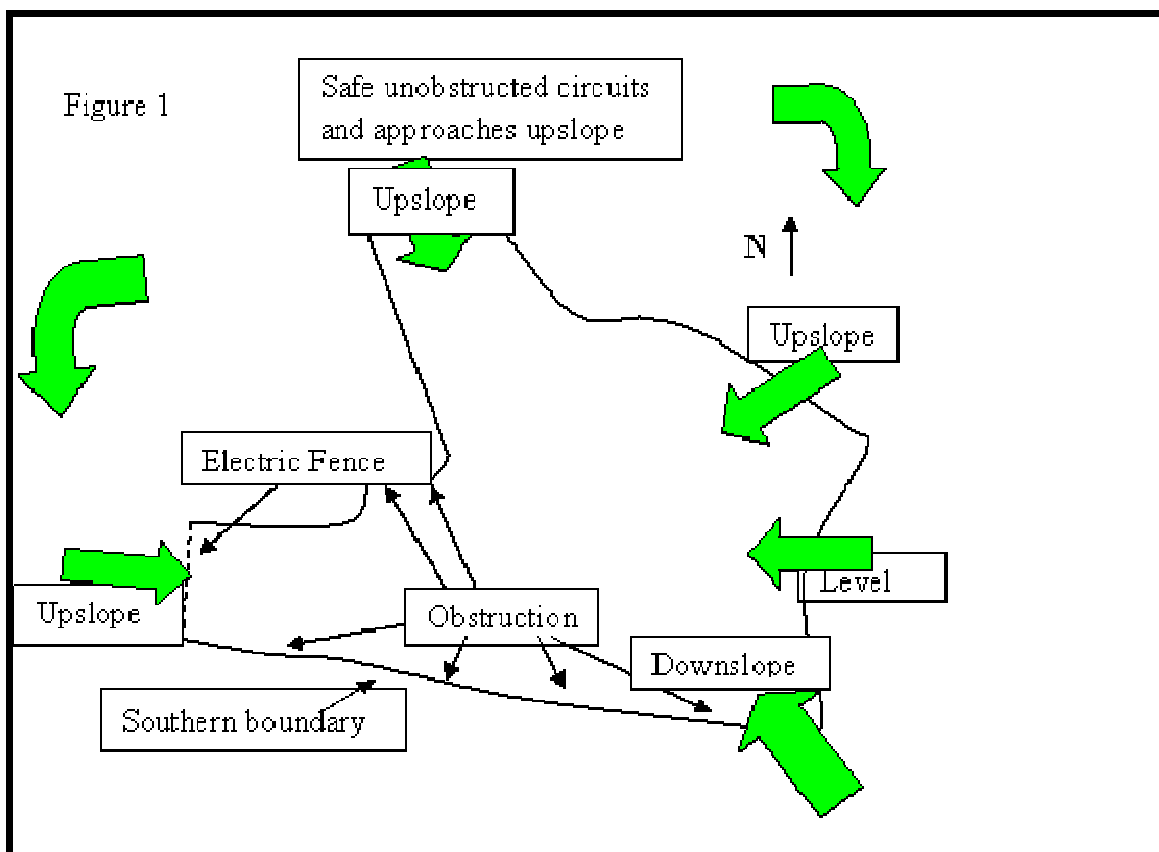 Figure 1
Safe unobstructed circuits
and approaches upslope
Upslope
N
Upslope
Electric Fence
Level
Upslope
Obstruction
Downslope
Southern boundary